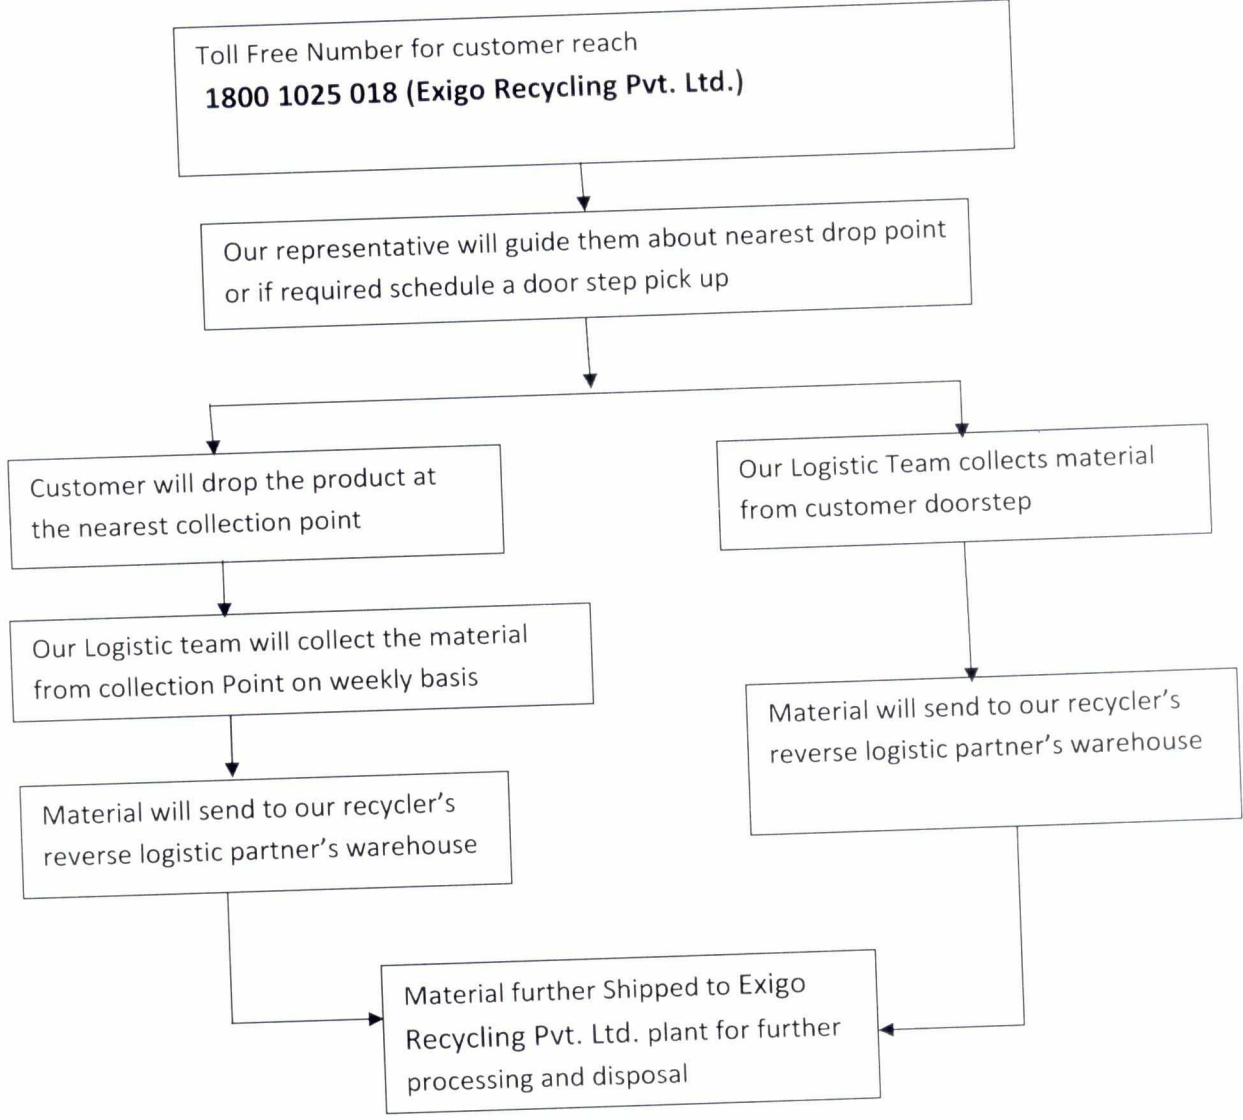 Toll Free Number for customer reach
1800 1025 018 (Exigo Recycling Pvt. Ltd.)
Our representative will guide them about nearest drop point
or if required schedule a door step pick up
Customer will drop the product at
the nearest collection point
Our Logistic Team collects material
from customer doorstep
Our Logistic team will collect the material
from collection Point on weekly basis
Material will send to our recycler's
reverse logistic partner's warehouse
Material will send to our recycler's
reverse logistic partner's warehouse
Material further Shipped to Exigo
Recycling Pvt. Ltd. plant for further
processing and disposal